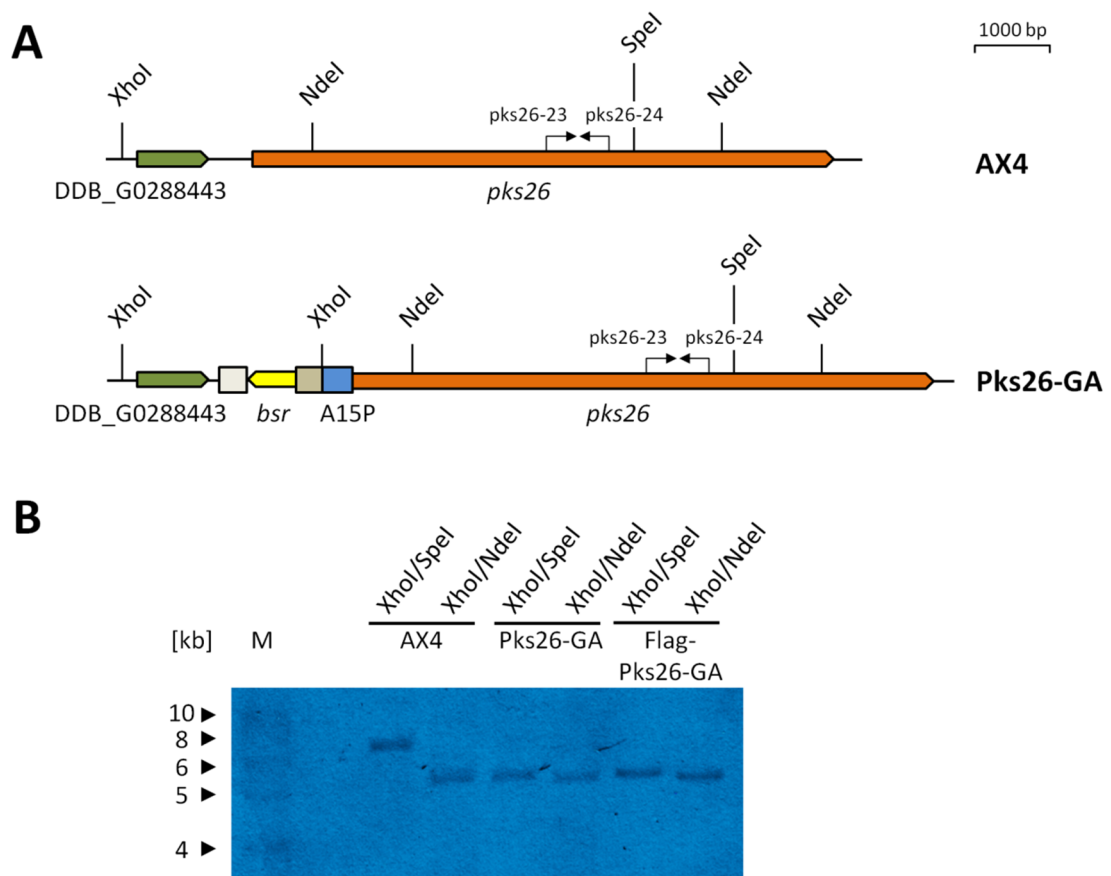 A
1000 bp
XhoI
NdeI
SpeI
NdeI
pks26-23
pks26-24
DDB_G0288443
pks26
AX4
XhoI
XhoI
NdeI
SpeI
NdeI
pks26-23
pks26-24
DDB_G0288443
bsr
A15P
pks26
Pks26-GA
B
XhoI/SpeI
XhoI/NdeI
XhoI/SpeI
XhoI/NdeI
XhoI/SpeI
XhoI/NdeI
[kb]
M
AX4
Pks26-GA
Flag-
Pks26-GA
10
8
6
5
4